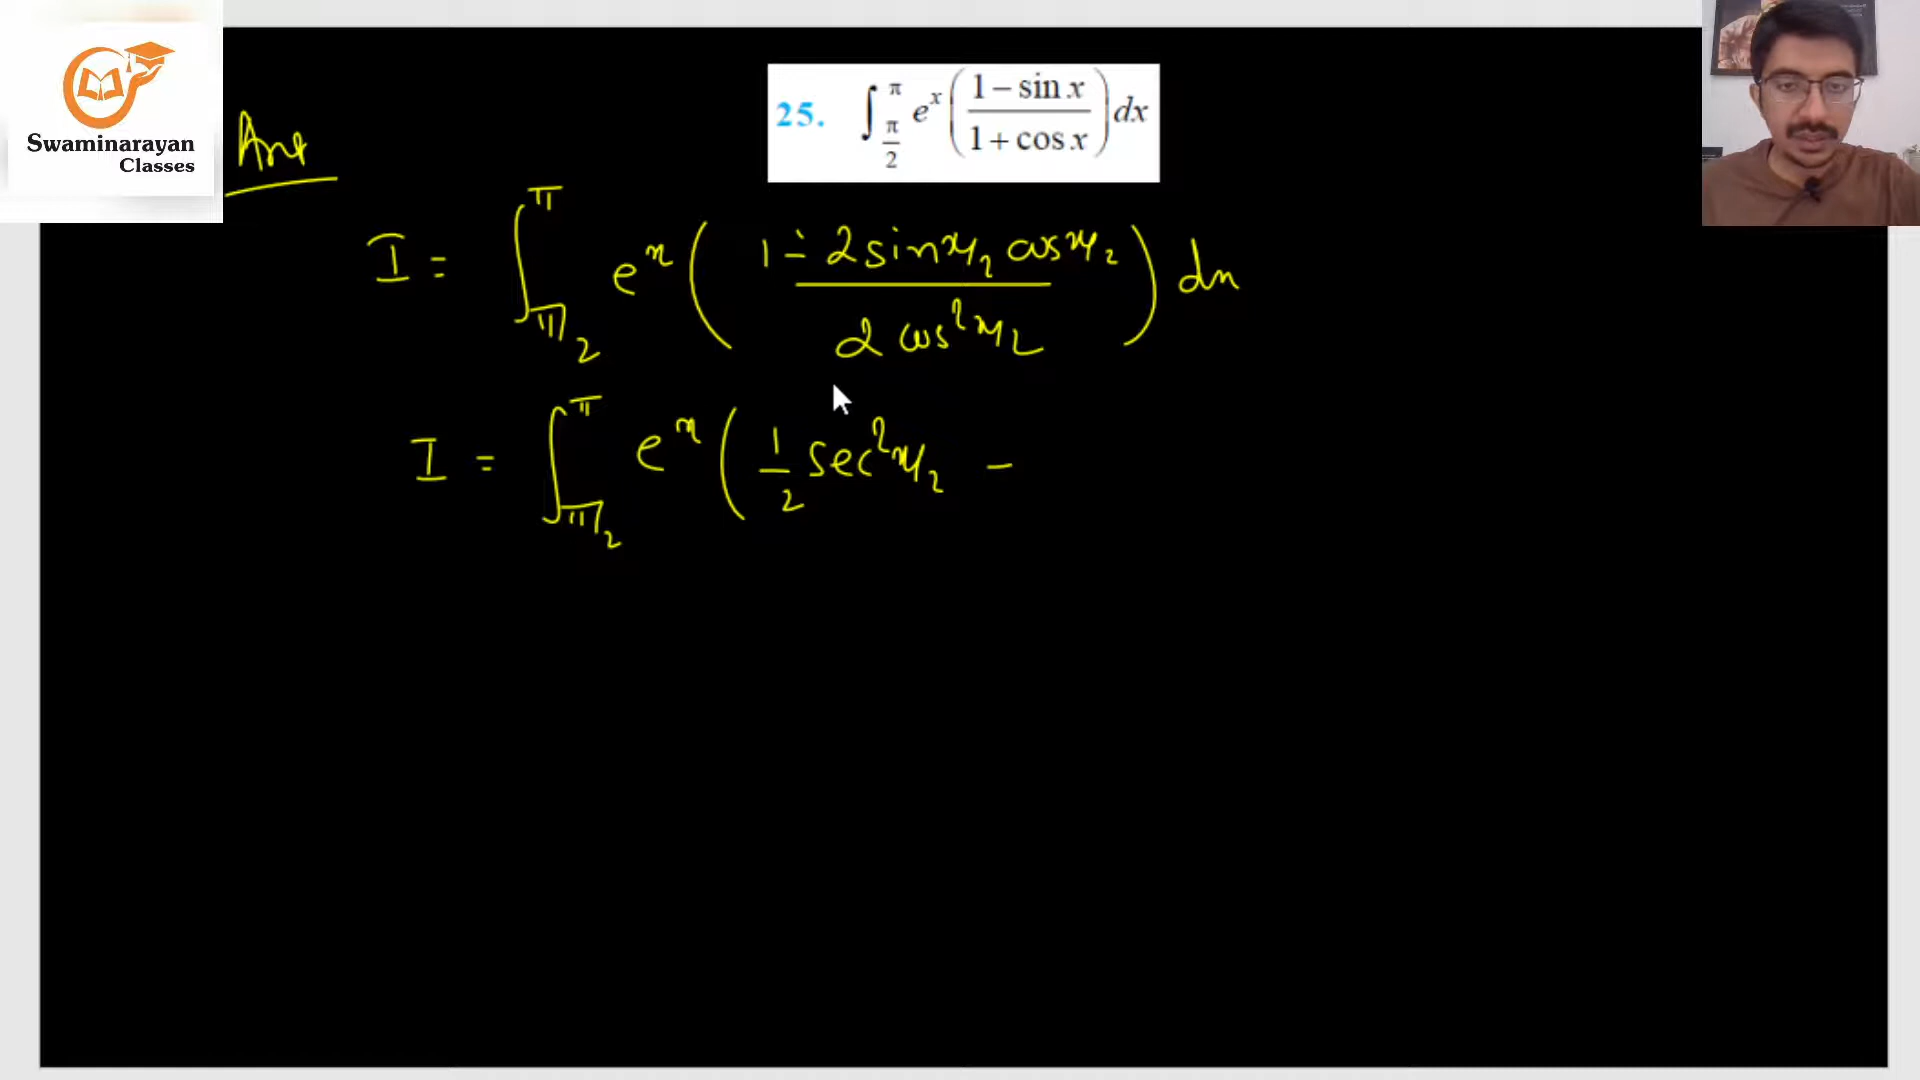 Swaminarayan
Classes
25. ∫_{π/2}^{π} e^x ( (1 − sin x) / (1 + cos x) ) dx
Ans
I = ∫_{π/2}^{π} e^x ( (1 − 2 sin x/2 cos x/2) / (2 cos² x/2) ) dx
I = ∫_{π/2}^{π} e^x ( 1/2 sec² x/2 −